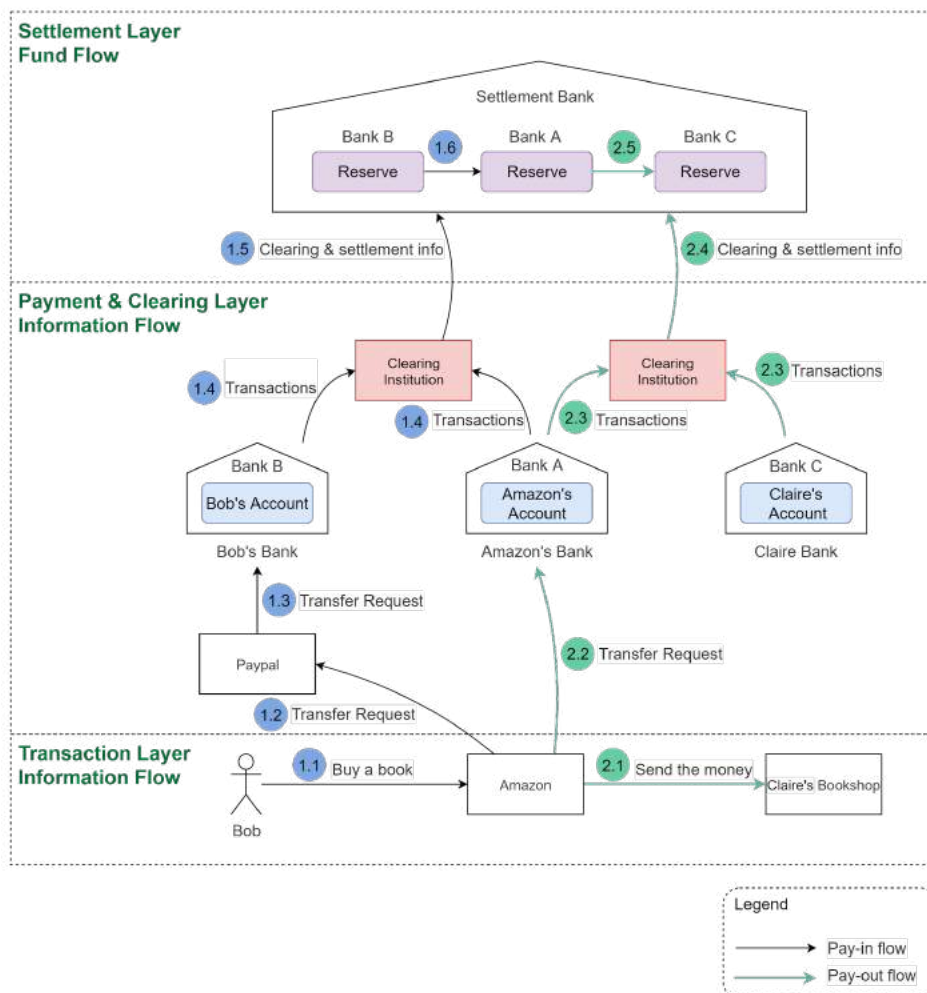 Settlement Layer
Fund Flow
Settlement Bank
Bank B
1.6
Bank A
2.5
Bank C
Reserve
Reserve
Reserve
1.5 Clearing & settlement info
2.4 Clearing & settlement info
Payment & Clearing Layer
Information Flow
Clearing
Institution
Clearing
Institution
1.4 Transactions
2.3 Transactions
1.4 Transactions
2.3 Transactions
Bank B
Bob's Account
Bob's Bank
Bank A
Amazon's
Account
Amazon's Bank
Bank C
Claire's
Account
Claire Bank
1.3 Transfer Request
Paypal
2.2 Transfer Request
1.2 Transfer Request
Transaction Layer
Information Flow
1.1 Buy a book
2.1 Send the money
Bob
Amazon
Claire's Bookshop
Legend
Pay-in flow
Pay-out flow